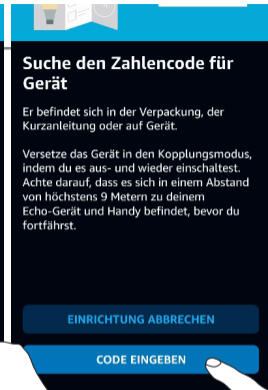 Suche den Zahlencode für
Gerät
Er befindet sich in der Verpackung, der
Kurzanleitung oder auf Gerät.
Versetze das Gerät in den Kopplungsmodus,
indem du es aus- und wieder einschaltest.
Achte darauf, dass es sich in einem Abstand
von höchstens 9 Metern zu deinem
Echo-Gerät und Handy befindet, bevor du
fortfährst.
EINRICHTUNG ABBRECHEN
CODE EINGEBEN